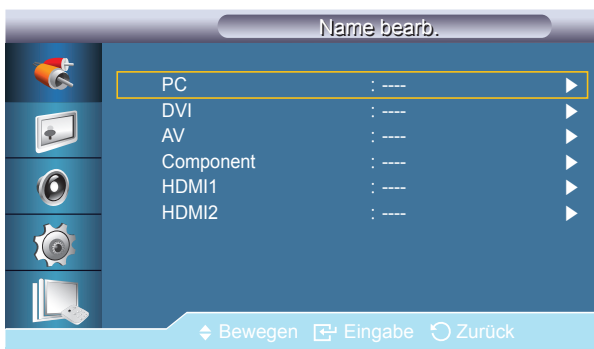 Name bearb.
PC : ----
DVI : ----
AV : ----
Component : ----
HDMI1 : ----
HDMI2 : ----
Bewegen Eingabe Zurück